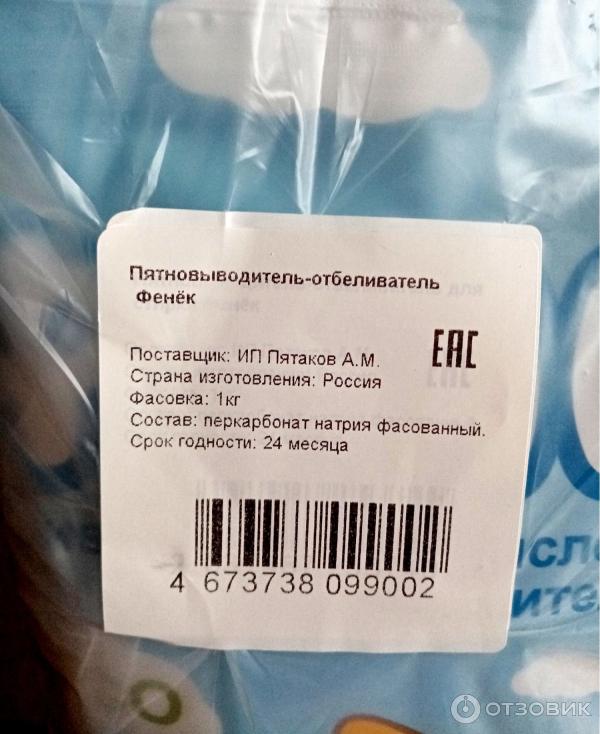 Пятновыводитель-отбеливатель
Фенёк
Поставщик: ИП Пятаков А.М.
EAC
Страна изготовления: Россия
Фасовка: 1кг
Состав: перкарбонат натрия фасованный.
Срок годности: 24 месяца
4 673738 099002
ОТЗОВИК